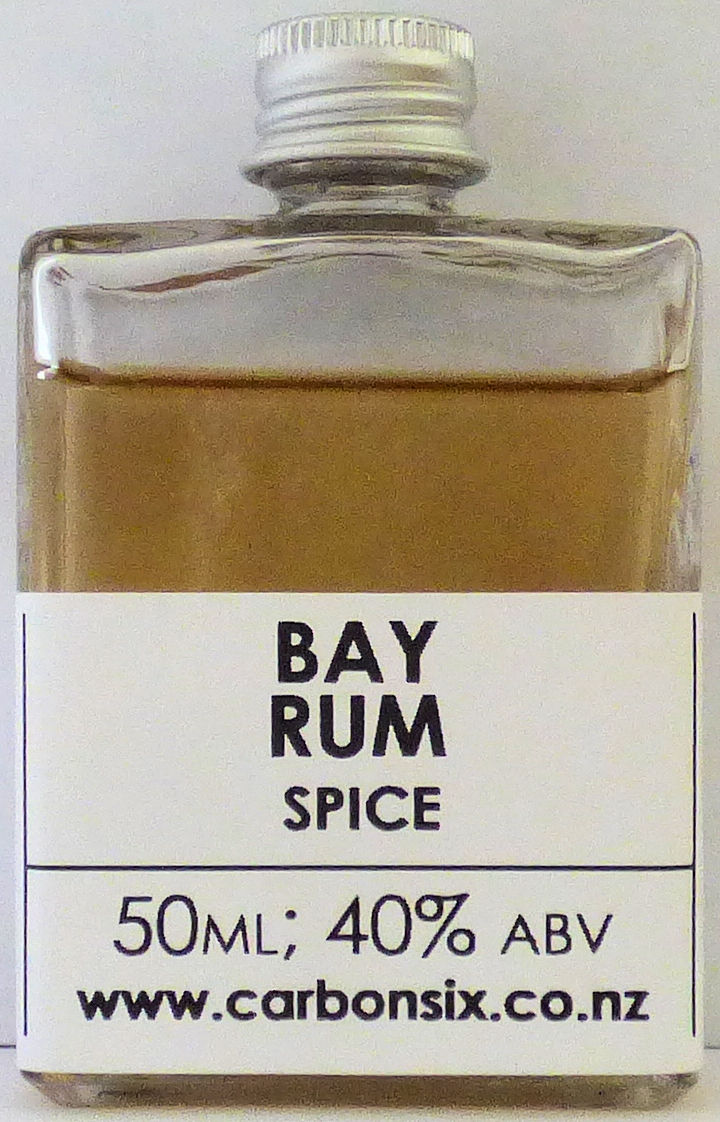 BAY
RUM
SPICE
50ML; 40% ABV
www.carbonsix.co.nz